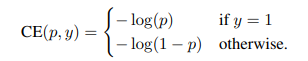 CE(p, y) = { − log(p) if y = 1
− log(1 − p) otherwise.